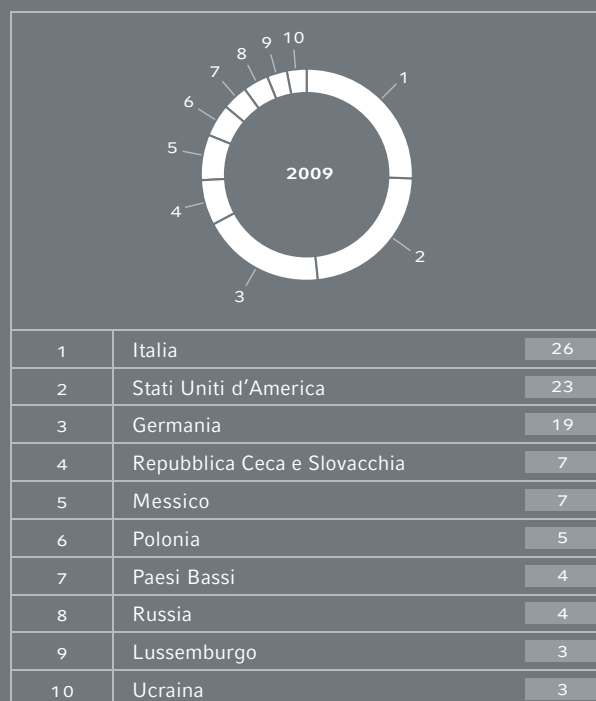 10
9
8
1
7
6
5
2009
4
2
3
1 Italia 26
2 Stati Uniti d’America 23
3 Germania 19
4 Repubblica Ceca e Slovacchia 7
5 Messico 7
6 Polonia 5
7 Paesi Bassi 4
8 Russia 4
9 Lussemburgo 3
10 Ucraina 3